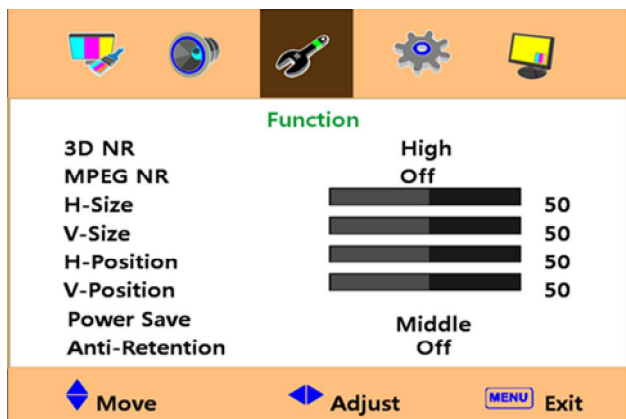 Function
3D NR High
MPEG NR Off
H-Size 50
V-Size 50
H-Position 50
V-Position 50
Power Save Middle
Anti-Retention Off
Move Adjust MENU Exit